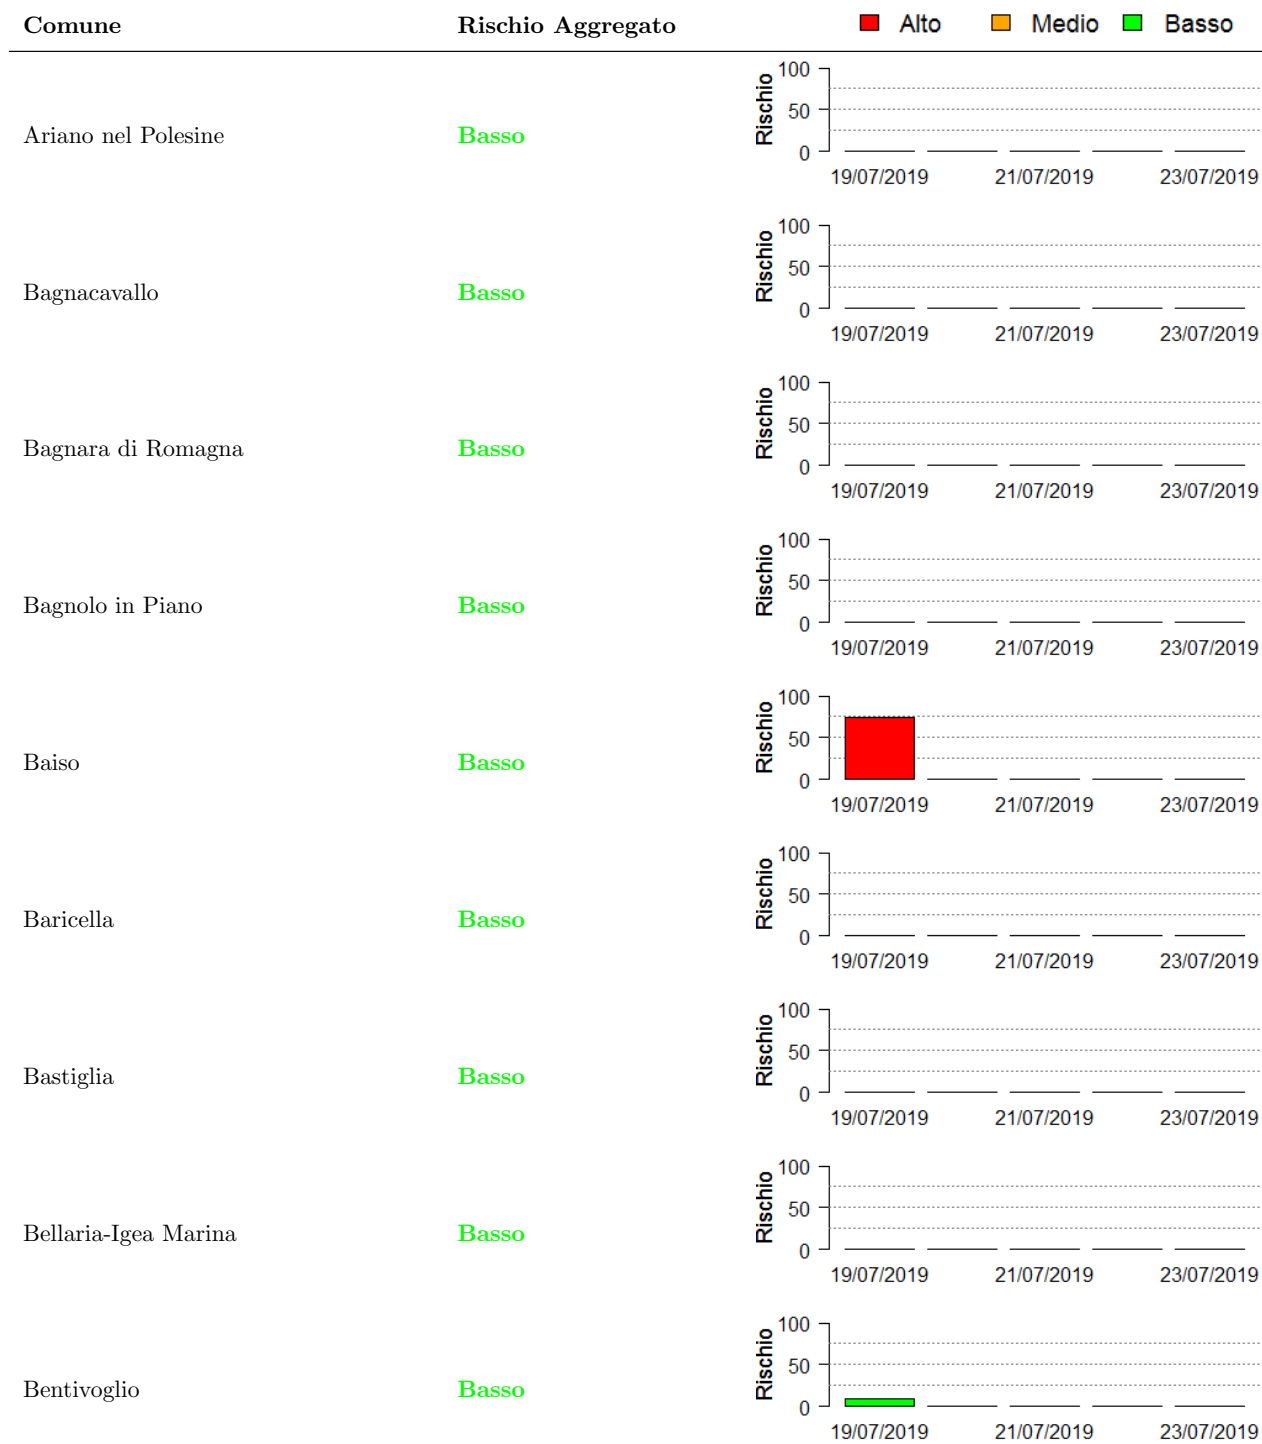 Comune Rischio Aggregato Alto Medio Basso
Ariano nel Polesine Basso
Rischio
100
50
0
19/07/2019 21/07/2019 23/07/2019
Bagnacavallo Basso
Rischio
100
50
0
19/07/2019 21/07/2019 23/07/2019
Bagnara di Romagna Basso
Rischio
100
50
0
19/07/2019 21/07/2019 23/07/2019
Bagnolo in Piano Basso
Rischio
100
50
0
19/07/2019 21/07/2019 23/07/2019
Baiso Basso
Rischio
100
50
0
19/07/2019 21/07/2019 23/07/2019
Baricella Basso
Rischio
100
50
0
19/07/2019 21/07/2019 23/07/2019
Bastiglia Basso
Rischio
100
50
0
19/07/2019 21/07/2019 23/07/2019
Bellaria-Igea Marina Basso
Rischio
100
50
0
19/07/2019 21/07/2019 23/07/2019
Bentivoglio Basso
Rischio
100
50
0
19/07/2019 21/07/2019 23/07/2019